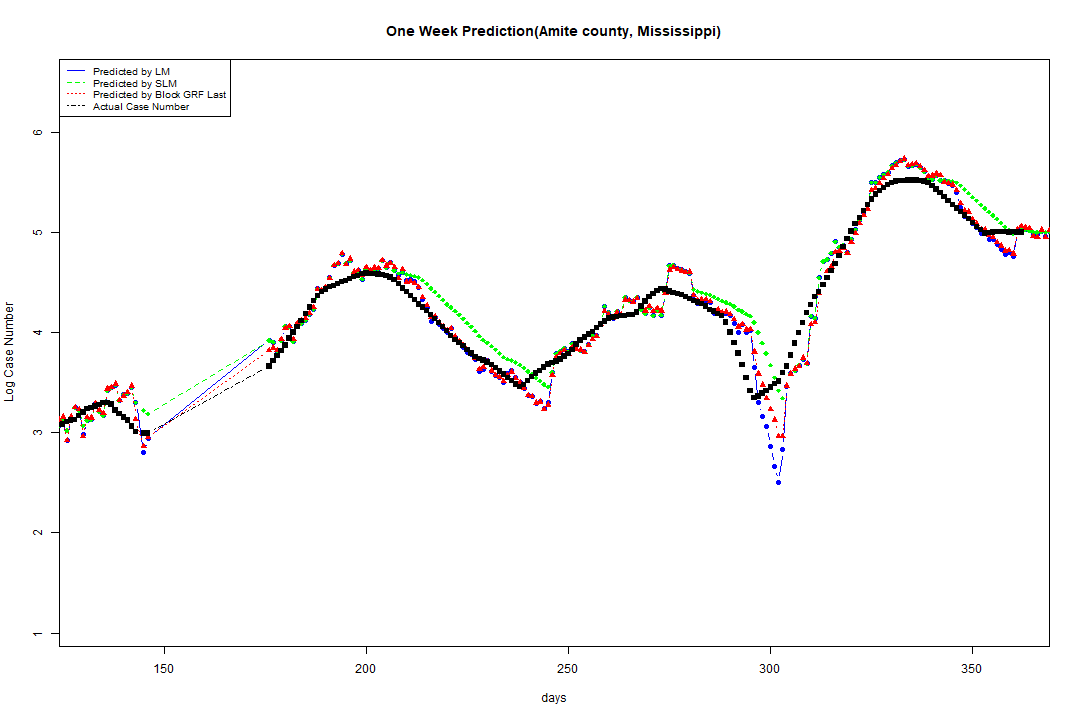 One Week Prediction(Amite county, Mississippi)
Predicted by LM
Predicted by SLM
Predicted by Block GRF Last
Actual Case Number
Log Case Number
6
5
4
3
2
1
150 200 250 300 350
days